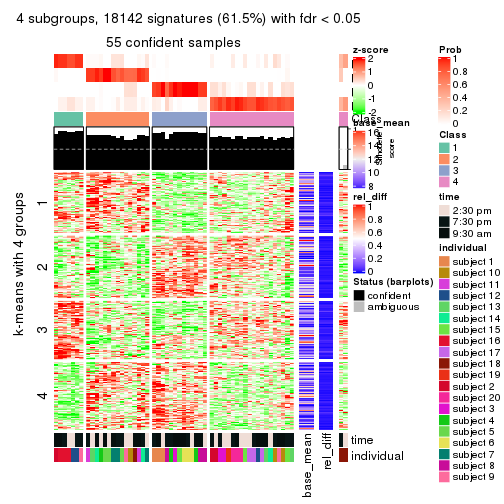 4 subgroups, 18142 signatures (61.5%) with fdr < 0.05
55 confident samples
k-means with 4 groups
1
2
3
4
Class
Silhouette
score
time
individual
base_mean
rel_diff
z-score
2
1
0
-1
-2
base_mean
16
14
12
10
8
rel_diff
1
0.8
0.6
0.4
0.2
0
Status (barplots)
confident
ambiguous
Prob
1
0.8
0.6
0.4
0.2
0
Class
1
2
3
4
time
2:30 pm
7:30 pm
9:30 am
individual
subject 1
subject 10
subject 11
subject 12
subject 13
subject 14
subject 15
subject 16
subject 17
subject 18
subject 19
subject 2
subject 20
subject 3
subject 4
subject 5
subject 6
subject 7
subject 8
subject 9